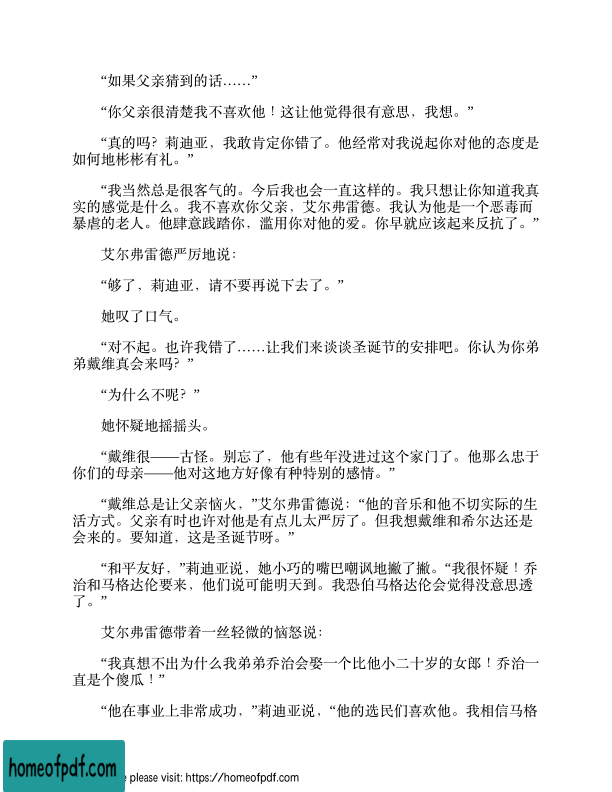 “如果父亲猜到的话……”
“你父亲很清楚我不喜欢他！这让他觉得很有意思，我想。”
“真的吗？莉迪亚，我敢肯定你错了。他经常对我说起你对他的态度是
如何地彬彬有礼。”
“我当然总是很客气的。今后我也会一直这样的。我只想让你知道我真
实的感觉是什么。我不喜欢你父亲，艾尔弗雷德。我认为他是一个恶毒而
暴虐的老人。他肆意践踏你，滥用你对他的爱。你早就应该起来反抗了。”
艾尔弗雷德严厉地说：
“够了，莉迪亚，请不要再说下去了。”
她叹了口气。
“对不起。也许我错了……让我们来谈谈圣诞节的安排吧。你认为你弟
弟戴维真会来吗？”
“为什么不呢？”
她怀疑地摇摇头。
“戴维很——古怪。别忘了，他有些年没进过这个家门了。他那么忠于
你们的母亲——他对这地方好像有种特别的感情。”
“戴维总是让父亲恼火，”艾尔弗雷德说：“他的音乐和他不切实际的生
活方式。父亲有时也许对他是有点儿太严厉了。但我想戴维和希尔达还是
会来的。要知道，这是圣诞节呀。”
“和平友好，”莉迪亚说，她小巧的嘴巴嘲讽地撇了撇。“我很怀疑！乔
治和马格达伦要来，他们说可能明天到。我恐怕马格达伦会觉得没意思透
了。”
艾尔弗雷德带着一丝轻微的恼怒说：
“我真想不出为什么我弟弟乔治会娶一个比他小二十岁的女郎！乔治一
直是个傻瓜！”
“他在事业上非常成功，”莉迪亚说，“他的选民们喜欢他。我相信马格
homeofpdf.com
please visit: https://homeofpdf.com